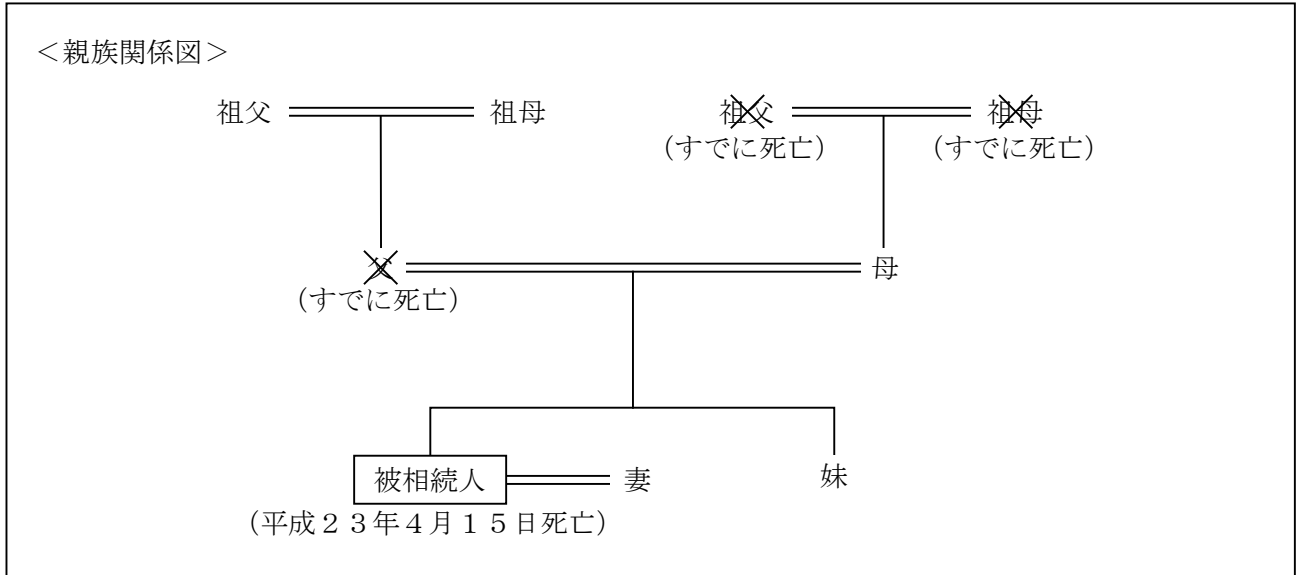 ＜親族関係図＞
祖父 祖母 祖父 祖母
(すでに死亡) (すでに死亡)
父 母
(すでに死亡)
被相続人 妻 妹
(平成２３年４月１５日死亡)